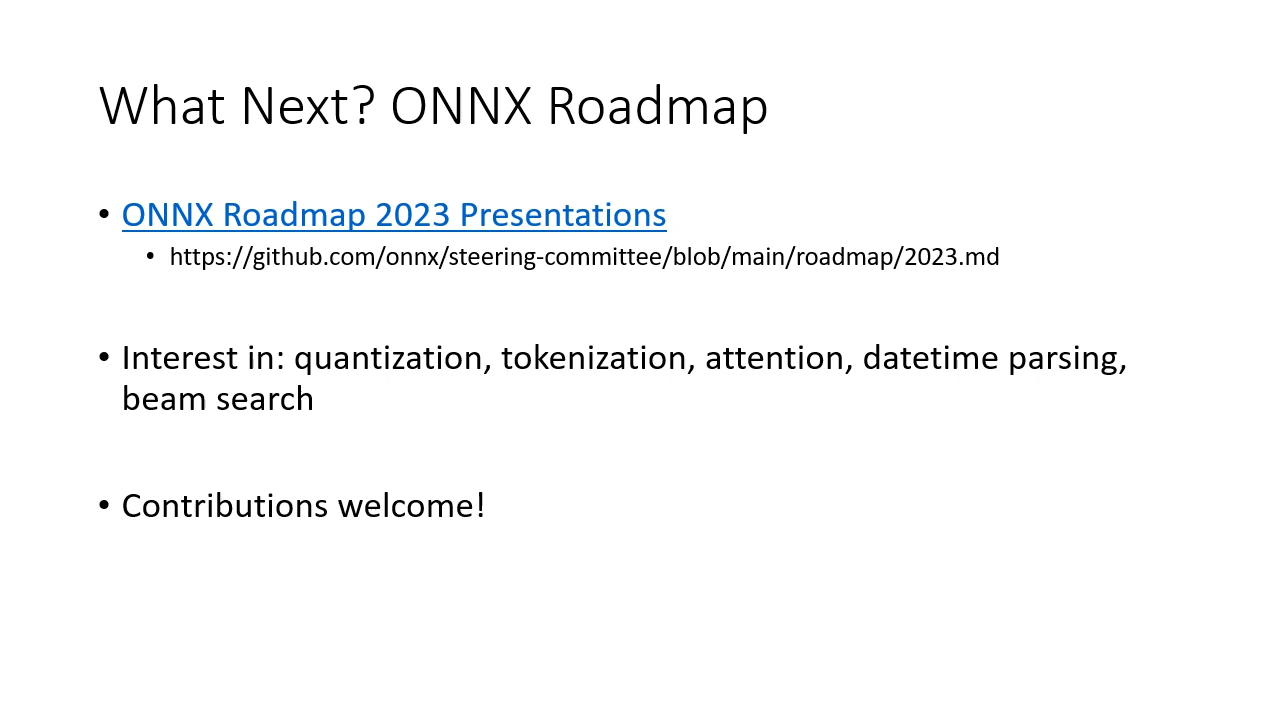 What Next? ONNX Roadmap
• ONNX Roadmap 2023 Presentations
• https://github.com/onnx/steering-committee/blob/main/roadmap/2023.md
• Interest in: quantization, tokenization, attention, datetime parsing,
beam search
• Contributions welcome!